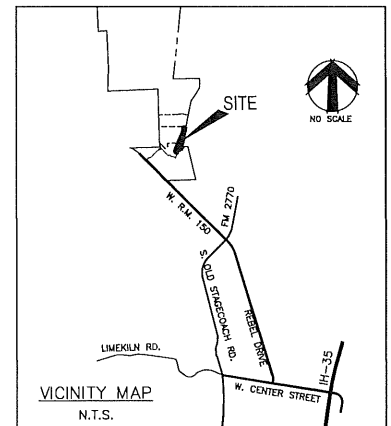 SITE
NO SCALE
W. R.M. 150
FM 2770
S. OLD STAGECOACH RD.
REBEL DRIVE
IH-35
LIMEKILN RD.
W. CENTER STREET
VICINITY MAP
N.T.S.